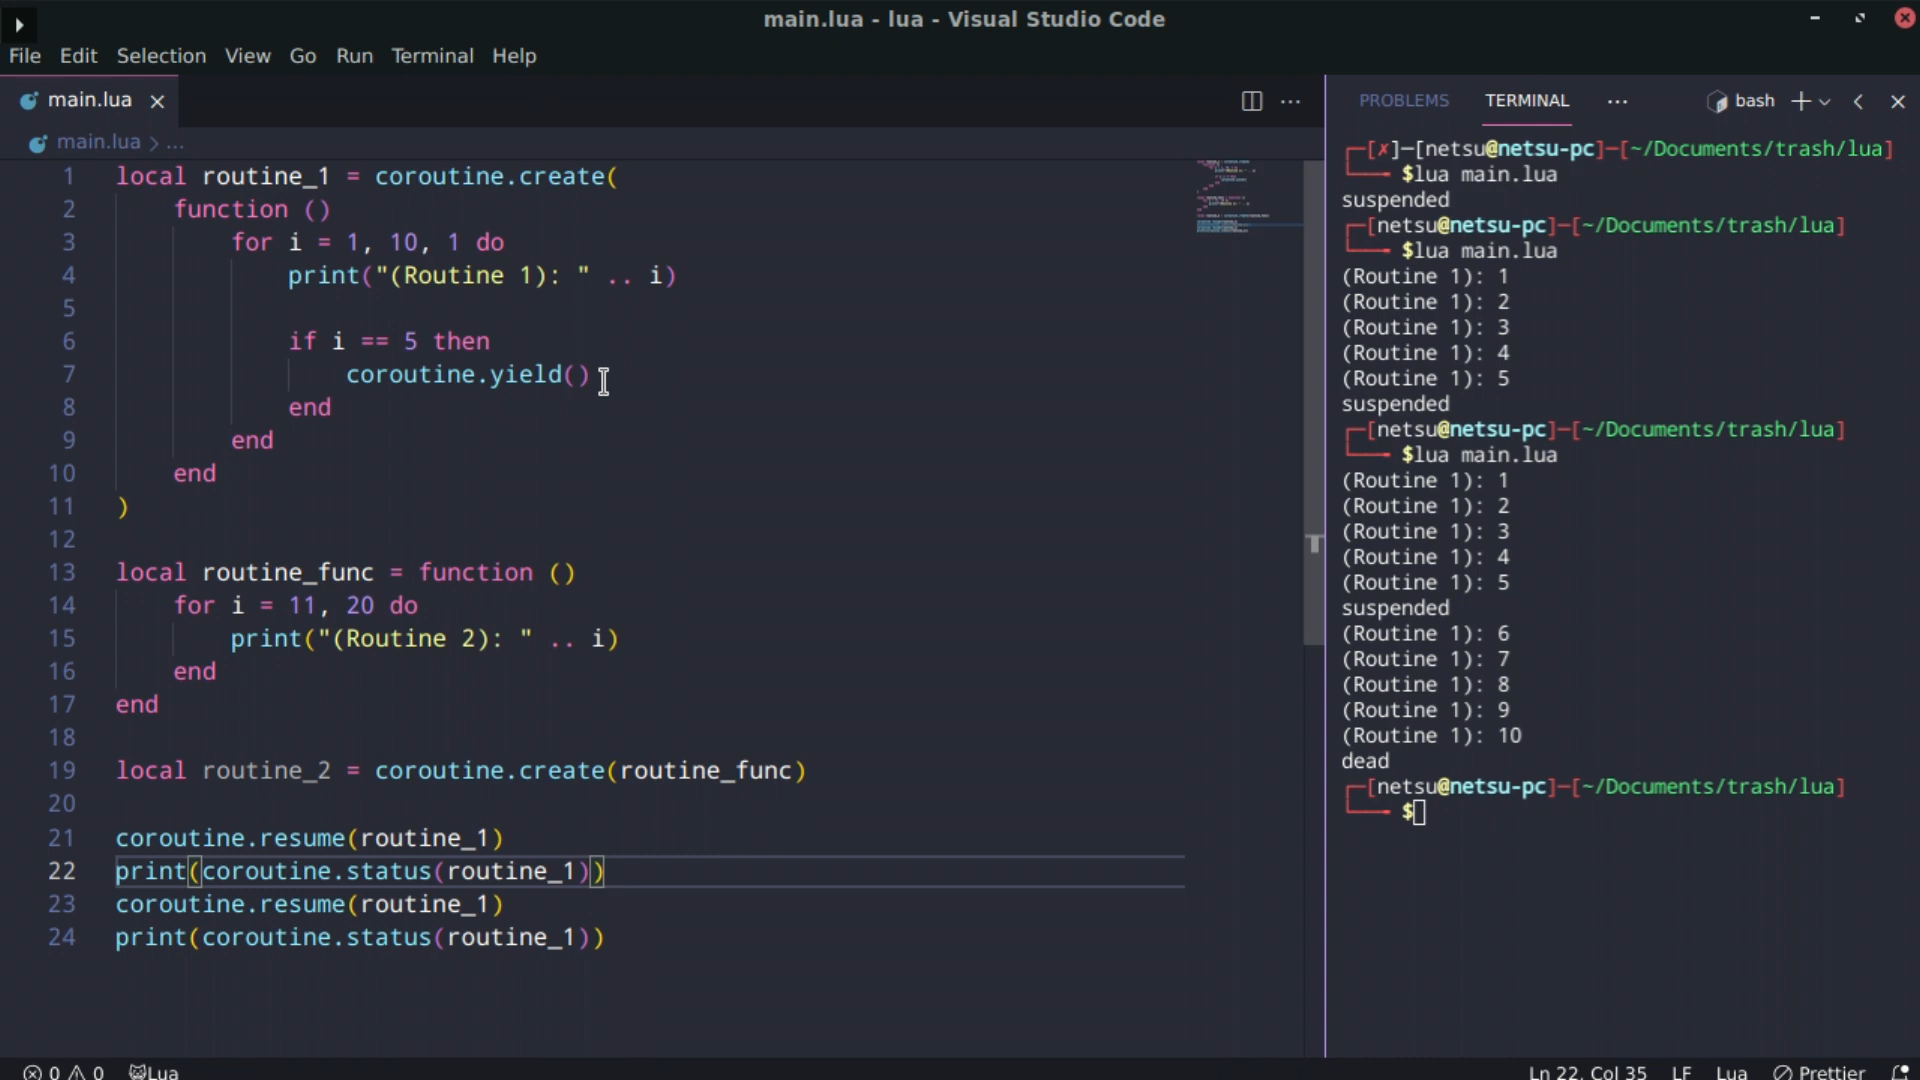 main.lua - lua - Visual Studio Code
File Edit Selection View Go Run Terminal Help
main.lua
main.lua > ...
1 local routine_1 = coroutine.create(
2 function ()
3 for i = 1, 10, 1 do
4 print("(Routine 1): " .. i)
5
6 if i == 5 then
7 coroutine.yield()
8 end
9 end
10 end
11 )
12
13 local routine_func = function ()
14 for i = 11, 20 do
15 print("(Routine 2): " .. i)
16 end
17 end
18
19 local routine_2 = coroutine.create(routine_func)
20
21 coroutine.resume(routine_1)
22 print(coroutine.status(routine_1))
23 coroutine.resume(routine_1)
24 print(coroutine.status(routine_1))
PROBLEMS TERMINAL ... bash
[✗]─[netsu@netsu-pc]─[~/Documents/trash/lua]
$lua main.lua
suspended
[netsu@netsu-pc]─[~/Documents/trash/lua]
$lua main.lua
(Routine 1): 1
(Routine 1): 2
(Routine 1): 3
(Routine 1): 4
(Routine 1): 5
suspended
[netsu@netsu-pc]─[~/Documents/trash/lua]
$lua main.lua
(Routine 1): 1
(Routine 1): 2
(Routine 1): 3
(Routine 1): 4
(Routine 1): 5
suspended
(Routine 1): 6
(Routine 1): 7
(Routine 1): 8
(Routine 1): 9
(Routine 1): 10
dead
[netsu@netsu-pc]─[~/Documents/trash/lua]
$
0 0 Lua Ln 22, Col 35 LF Lua Prettier